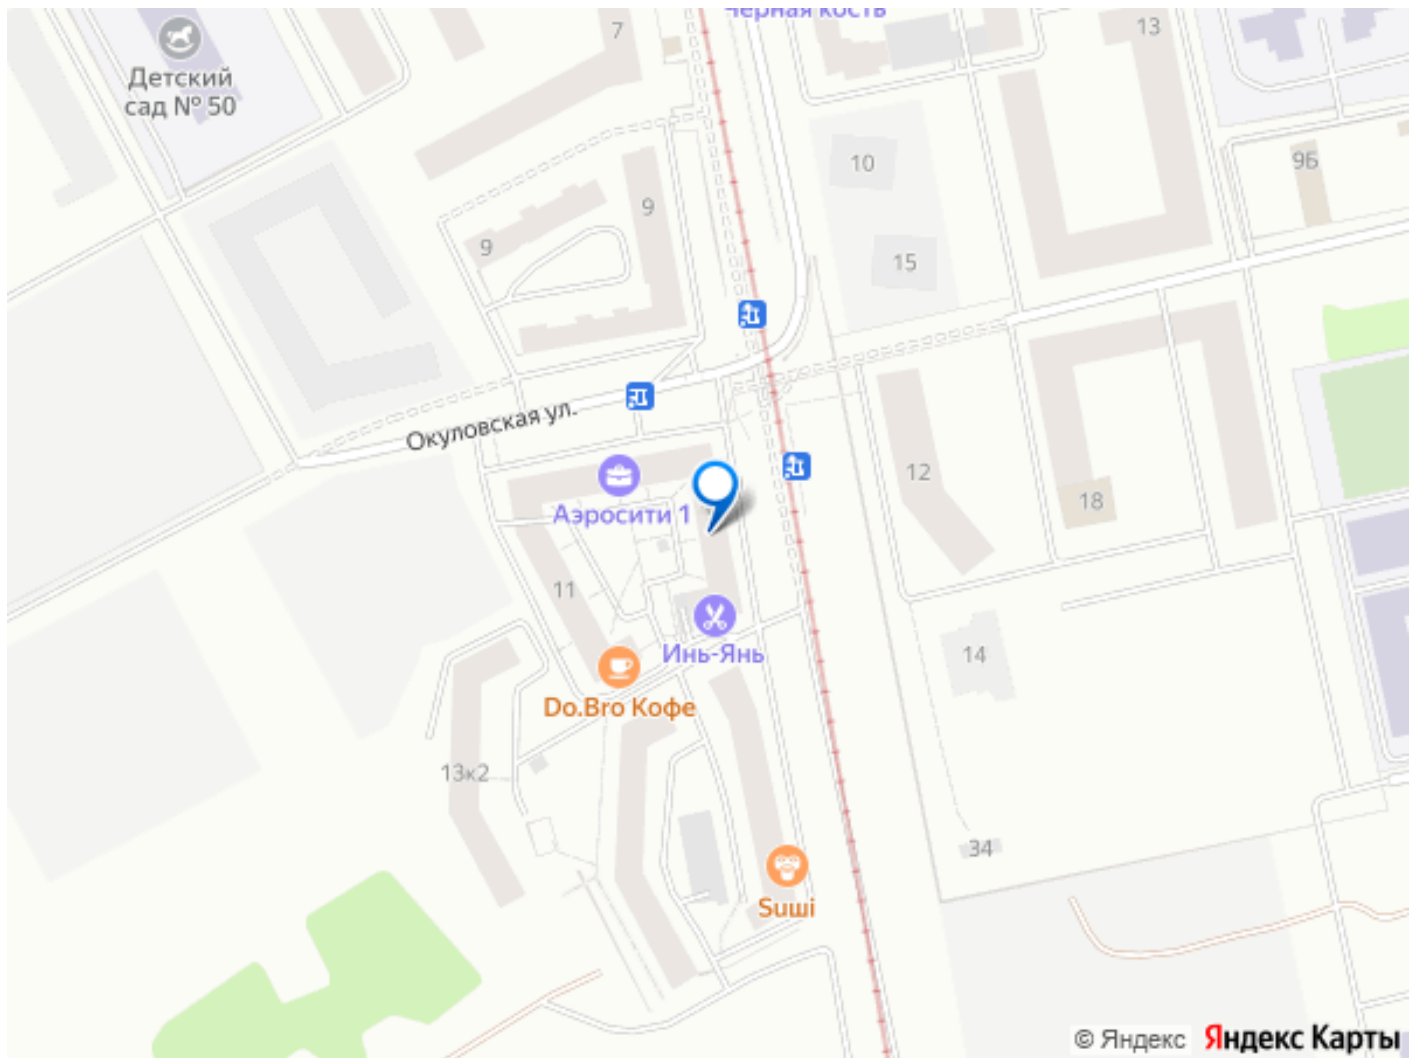 Черная кость
7
13
Детский
сад № 50
10
9Б
9
9
15
Окуловская ул.
12
18
Аэросити 1
11
Инь-Янь
14
Do.Bro Кофе
13к2
34
Suшi
© Яндекс
Яндекс Карты